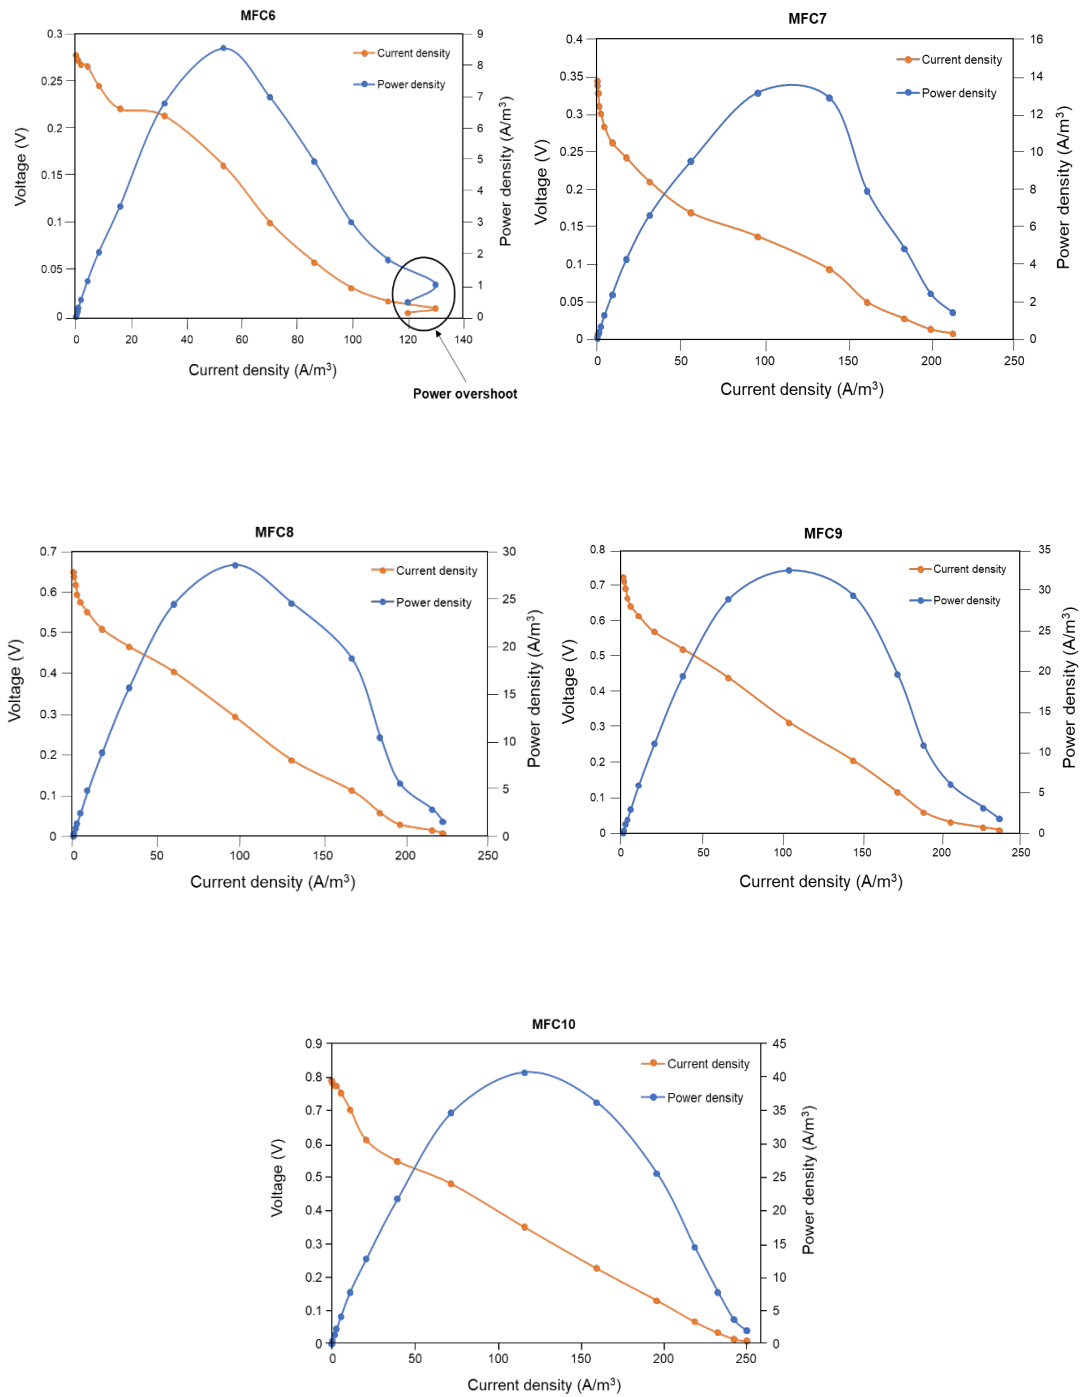 MFC6
0.3
0.25
0.2
0.15
0.1
0.05
0
Voltage (V)
9
8
7
6
5
4
3
2
1
0
Power density (A/m³)
Current density
Power density
0 20 40 60 80 100 120 140
Current density (A/m³)
Power overshoot
MFC7
0.4
0.35
0.3
0.25
0.2
0.15
0.1
0.05
0
Voltage (V)
16
14
12
10
8
6
4
2
0
Power density (A/m³)
Current density
Power density
0 50 100 150 200 250
Current density (A/m³)
MFC8
0.7
0.6
0.5
0.4
0.3
0.2
0.1
0
Voltage (V)
30
25
20
15
10
5
0
Power density (A/m³)
Current density
Power density
0 50 100 150 200 250
Current density (A/m³)
MFC9
0.8
0.7
0.6
0.5
0.4
0.3
0.2
0.1
0
Voltage (V)
35
30
25
20
15
10
5
0
Power density (A/m³)
Current density
Power density
0 50 100 150 200 250
Current density (A/m³)
MFC10
0.9
0.8
0.7
0.6
0.5
0.4
0.3
0.2
0.1
0
Voltage (V)
45
40
35
30
25
20
15
10
5
0
Power density (A/m³)
Current density
Power density
0 50 100 150 200 250
Current density (A/m³)